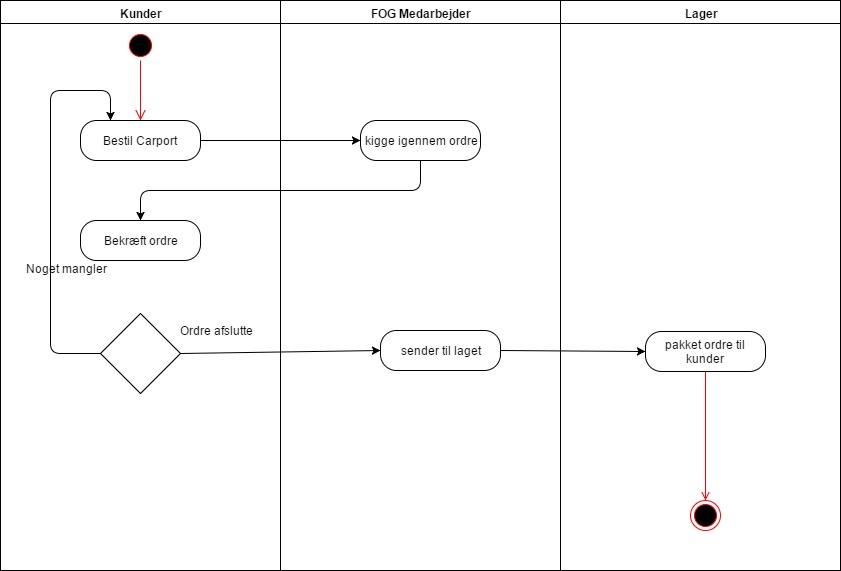 Kunder
FOG Medarbejder
Lager
Bestil Carport
kigge igennem ordre
Bekræft ordre
Noget mangler
Ordre afslutte
sender til laget
pakket ordre til
kunder